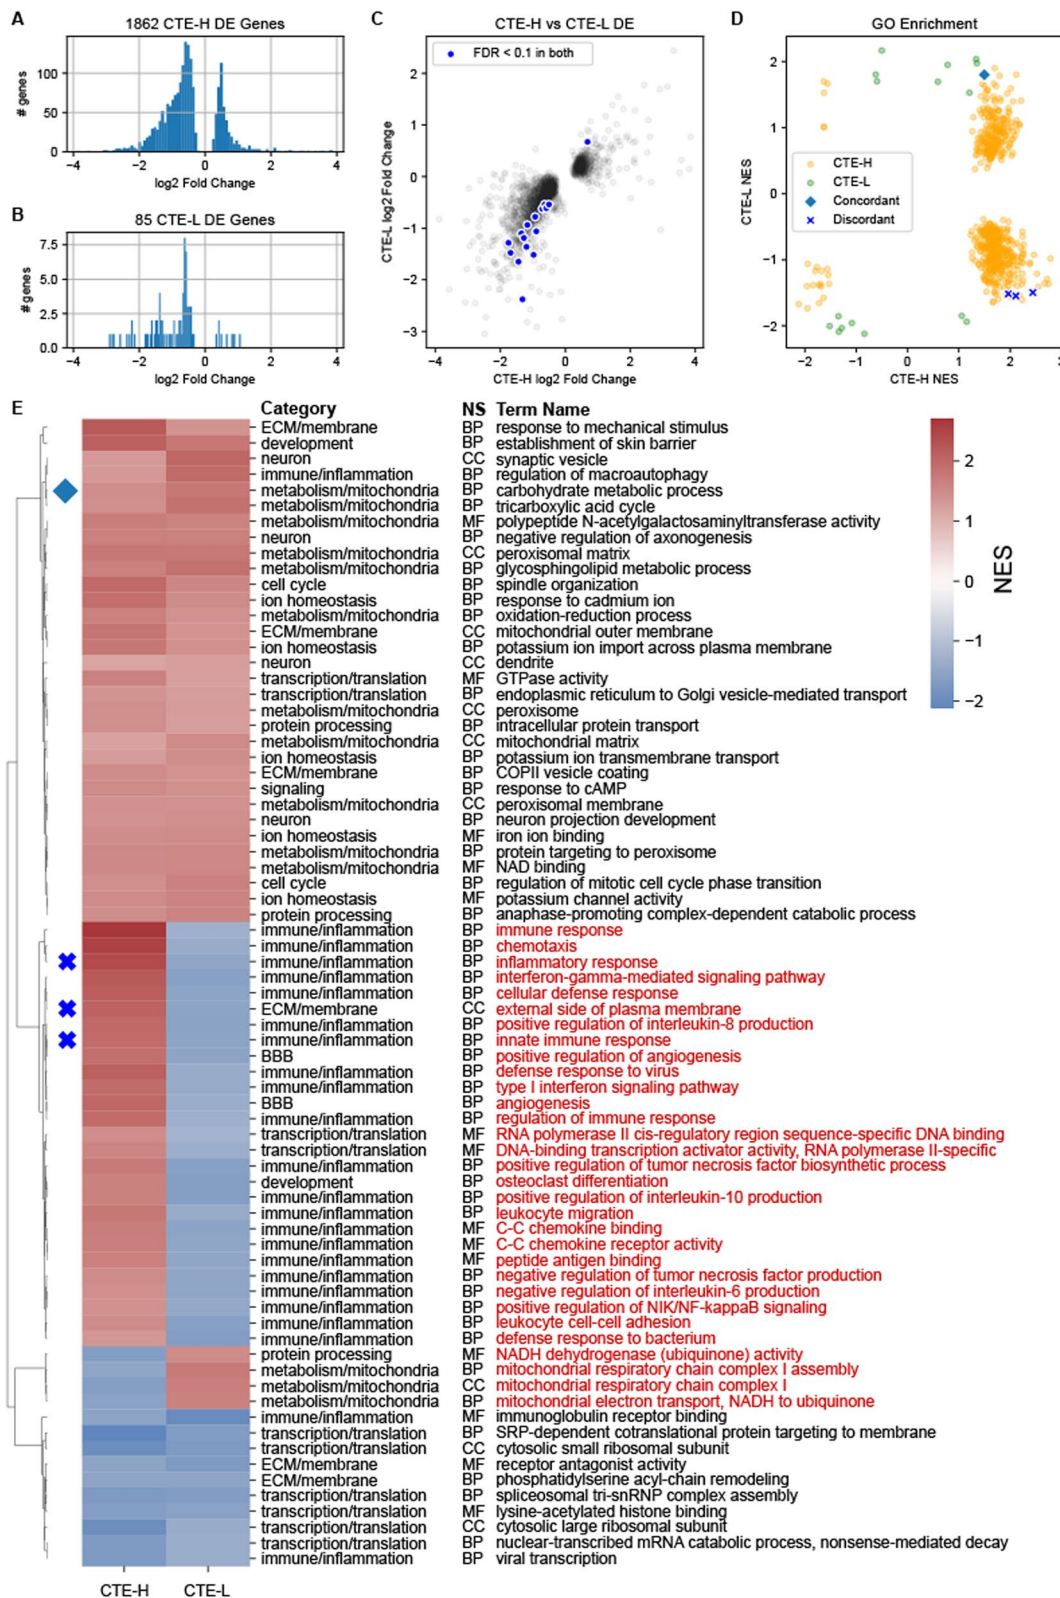 A
1862 CTE-H DE Genes
# genes
100
50
0
−4 −2 0 2 4
log2 Fold Change
B
85 CTE-L DE Genes
#genes
7.5
5.0
2.5
0.0
−4 −2 0 2 4
log2 Fold Change
C
CTE-H vs CTE-L DE
FDR < 0.1 in both
CTE-L log2 Fold Change
2
1
0
−1
−2
−3
−4 −2 0 2 4
CTE-H log2 Fold Change
D
GO Enrichment
CTE-L NES
2
1
0
−1
−2
CTE-H
CTE-L
Concordant
Discordant
−2 −1 0 1 2 3
CTE-H NES
E
Category NS Term Name
ECM/membrane BP response to mechanical stimulus
development BP establishment of skin barrier
neuron CC synaptic vesicle
immune/inflammation BP regulation of macroautophagy
metabolism/mitochondria BP carbohydrate metabolic process
metabolism/mitochondria BP tricarboxylic acid cycle
metabolism/mitochondria MF polypeptide N-acetylgalactosaminyltransferase activity
neuron BP negative regulation of axonogenesis
metabolism/mitochondria CC peroxisomal matrix
metabolism/mitochondria BP glycosphingolipid metabolic process
cell cycle BP spindle organization
ion homeostasis BP response to cadmium ion
metabolism/mitochondria BP oxidation-reduction process
ECM/membrane CC mitochondrial outer membrane
ion homeostasis BP potassium ion import across plasma membrane
neuron CC dendrite
transcription/translation MF GTPase activity
transcription/translation BP endoplasmic reticulum to Golgi vesicle-mediated transport
metabolism/mitochondria CC peroxisome
protein processing BP intracellular protein transport
metabolism/mitochondria CC mitochondrial matrix
ion homeostasis BP potassium ion transmembrane transport
ECM/membrane BP COPII vesicle coating
signaling BP response to cAMP
metabolism/mitochondria CC peroxisomal membrane
neuron BP neuron projection development
ion homeostasis MF iron ion binding
metabolism/mitochondria BP protein targeting to peroxisome
metabolism/mitochondria MF NAD binding
cell cycle BP regulation of mitotic cell cycle phase transition
ion homeostasis MF potassium channel activity
protein processing BP anaphase-promoting complex-dependent catabolic process
immune/inflammation BP immune response
immune/inflammation BP chemotaxis
immune/inflammation BP inflammatory response
immune/inflammation BP interferon-gamma-mediated signaling pathway
immune/inflammation BP cellular defense response
ECM/membrane CC external side of plasma membrane
immune/inflammation BP positive regulation of interleukin-8 production
immune/inflammation BP innate immune response
BBB BP positive regulation of angiogenesis
immune/inflammation BP defense response to virus
immune/inflammation BP type I interferon signaling pathway
BBB BP angiogenesis
immune/inflammation BP regulation of immune response
transcription/translation MF RNA polymerase II cis-regulatory region sequence-specific DNA binding
transcription/translation MF DNA-binding transcription activator activity, RNA polymerase II-specific
immune/inflammation BP positive regulation of tumor necrosis factor biosynthetic process
development BP osteoclast differentiation
immune/inflammation BP positive regulation of interleukin-10 production
immune/inflammation BP leukocyte migration
immune/inflammation MF C-C chemokine binding
immune/inflammation MF C-C chemokine receptor activity
immune/inflammation MF peptide antigen binding
immune/inflammation BP negative regulation of tumor necrosis factor production
immune/inflammation BP negative regulation of interleukin-6 production
immune/inflammation BP positive regulation of NIK/NF-kappaB signaling
immune/inflammation BP leukocyte cell-cell adhesion
immune/inflammation BP defense response to bacterium
protein processing MF NADH dehydrogenase (ubiquinone) activity
metabolism/mitochondria BP mitochondrial respiratory chain complex I assembly
metabolism/mitochondria CC mitochondrial respiratory chain complex I
metabolism/mitochondria BP mitochondrial electron transport, NADH to ubiquinone
immune/inflammation MF immunoglobulin receptor binding
transcription/translation BP SRP-dependent cotranslational protein targeting to membrane
transcription/translation CC cytosolic small ribosomal subunit
ECM/membrane MF receptor antagonist activity
ECM/membrane BP phosphatidylserine acyl-chain remodeling
transcription/translation BP spliceosomal tri-snRNP complex assembly
transcription/translation MF lysine-acetylated histone binding
transcription/translation CC cytosolic large ribosomal subunit
transcription/translation BP nuclear-transcribed mRNA catabolic process, nonsense-mediated decay
immune/inflammation BP viral transcription
CTE-H CTE-L
2
1
0
−1
−2
NES